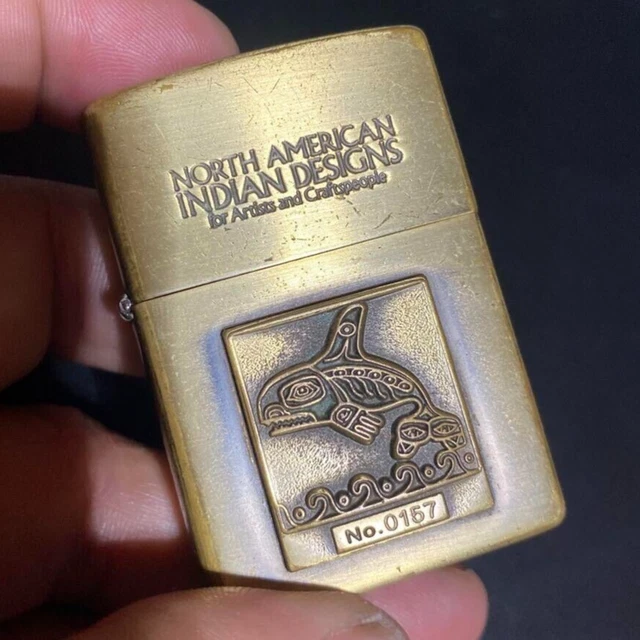 NORTH AMERICAN
INDIAN DESIGNS
for Artists and Craftspeople
No.0157